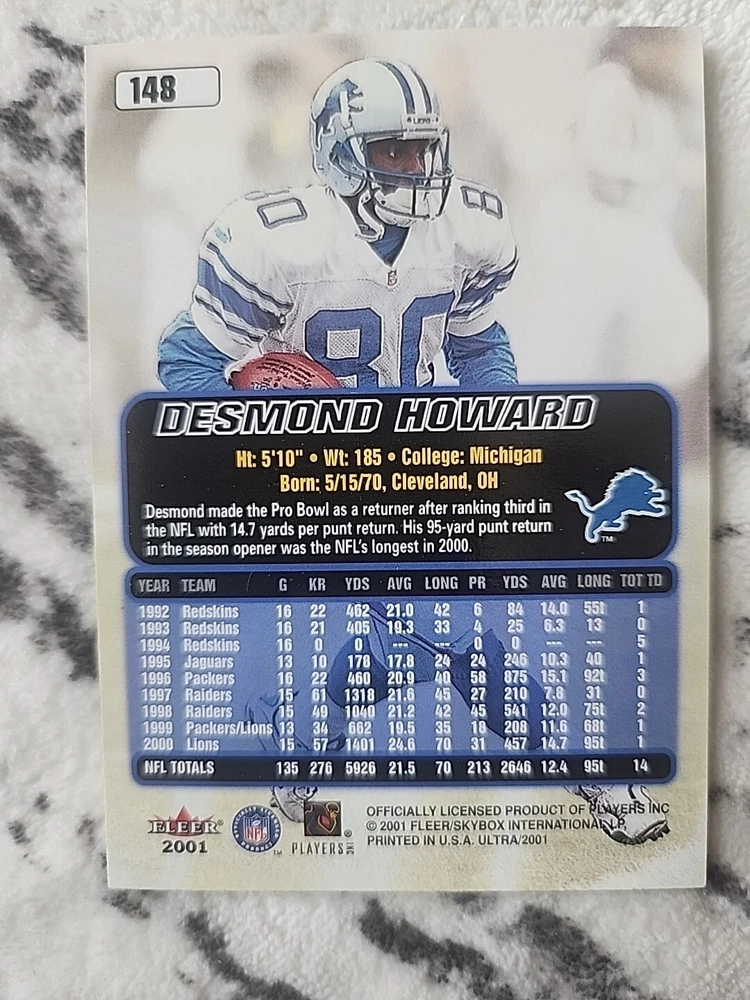 148
LIONS
80
80
80
DESMOND HOWARD
Ht: 5'10" • Wt: 185 • College: Michigan
Born: 5/15/70, Cleveland, OH
Desmond made the Pro Bowl as a returner after ranking third in
the NFL with 14.7 yards per punt return. His 95-yard punt return
in the season opener was the NFL's longest in 2000.
TM
YEAR TEAM G KR YDS AVG LONG PR YDS AVG LONG TOT TD
1992 Redskins 16 22 462 21.0 42 6 84 14.0 55t 1
1993 Redskins 16 21 405 19.3 33 4 25 6.3 13 0
1994 Redskins 16 0 0 --- 0 0 0 --- --- 5
1995 Jaguars 13 10 178 17.8 24 24 246 10.3 40 1
1996 Packers 16 22 460 20.9 40 58 875 15.1 92t 3
1997 Raiders 15 61 1318 21.6 45 27 210 7.8 31 0
1998 Raiders 15 49 1040 21.2 42 45 541 12.0 75t 2
1999 Packers/Lions 13 34 662 19.5 35 18 208 11.6 68t 1
2000 Lions 15 57 1401 24.6 70 31 457 14.7 95t 1
NFL TOTALS 135 276 5926 21.5 70 213 2646 12.4 95t 14
FLEER
2001
NFL
TM
PLAYERS INC
OFFICIALLY LICENSED PRODUCT OF PLAYERS INC
© 2001 FLEER/SKYBOX INTERNATIONAL LP,
PRINTED IN U.S.A. ULTRA/2001